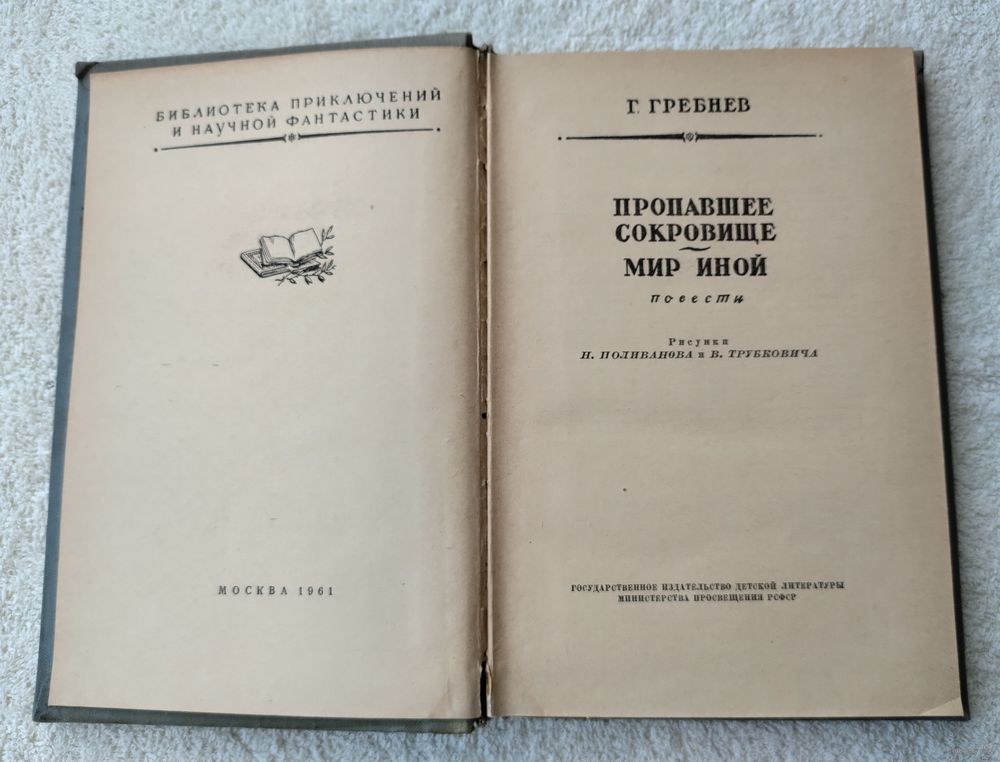 БИБЛИОТЕКА ПРИКЛЮЧЕНИЙ
И НАУЧНОЙ ФАНТАСТИКИ
МОСКВА 1961
Г. ГРЕБНЕВ
ПРОПАВШЕЕ
СОКРОВИЩЕ
МИР ИНОЙ
повести
Рисунки
Н. ПОЛИВАНОВА и В. ТРУБКОВИЧА
ГОСУДАРСТВЕННОЕ ИЗДАТЕЛЬСТВО ДЕТСКОЙ ЛИТЕРАТУРЫ
МИНИСТЕРСТВА ПРОСВЕЩЕНИЯ РСФСР